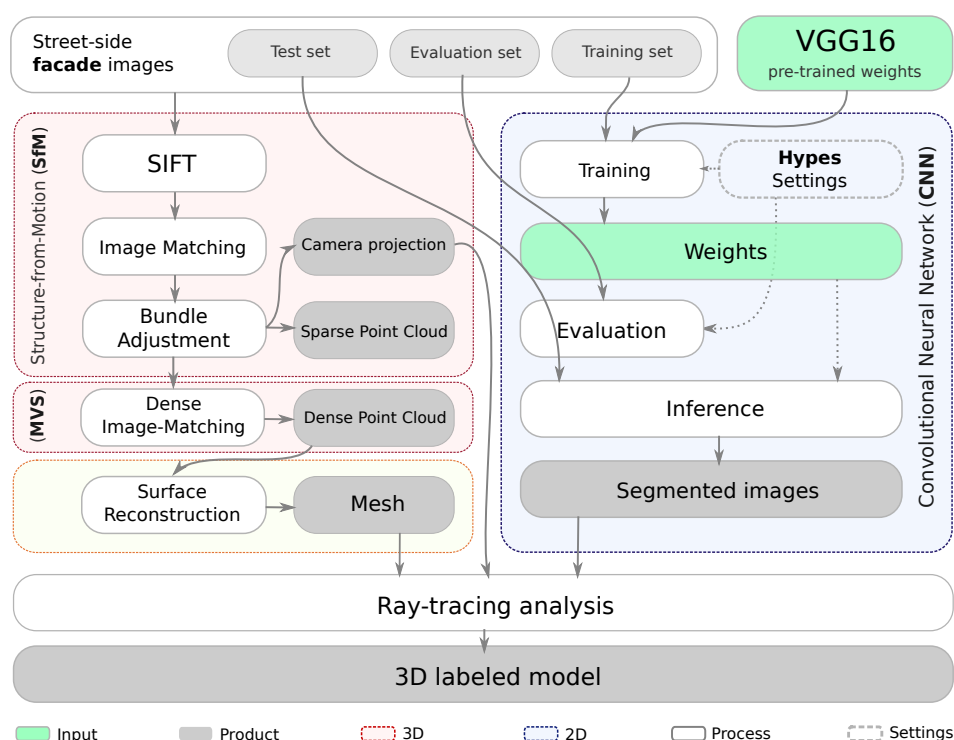 Street-side
facade images
Test set
Evaluation set
Training set
VGG16
pre-trained weights
Structure-from-Motion (SfM)
SIFT
Image Matching
Camera projection
Bundle
Adjustment
Sparse Point Cloud
(MVS)
Dense
Image-Matching
Dense Point Cloud
Surface
Reconstruction
Mesh
Training
Hypes
Settings
Weights
Evaluation
Inference
Segmented images
Convolutional Neural Network (CNN)
Ray-tracing analysis
3D labeled model
Input
Product
3D
2D
Process
Settings